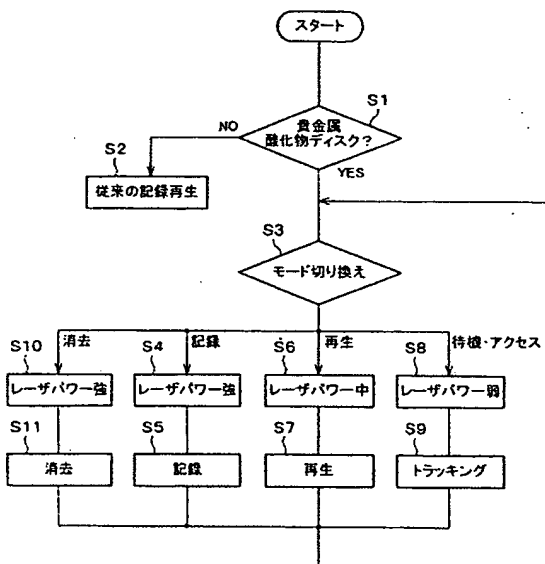 スタート
S1
貴金属
酸化物ディスク?
NO
YES
S2
従来の記録再生
S3
モード切り換え
消去
記録
再生
待機・アクセス
S10
S4
S6
S8
レーザパワー強
レーザパワー強
レーザパワー中
レーザパワー弱
S11
S5
S7
S9
消去
記録
再生
トラッキング